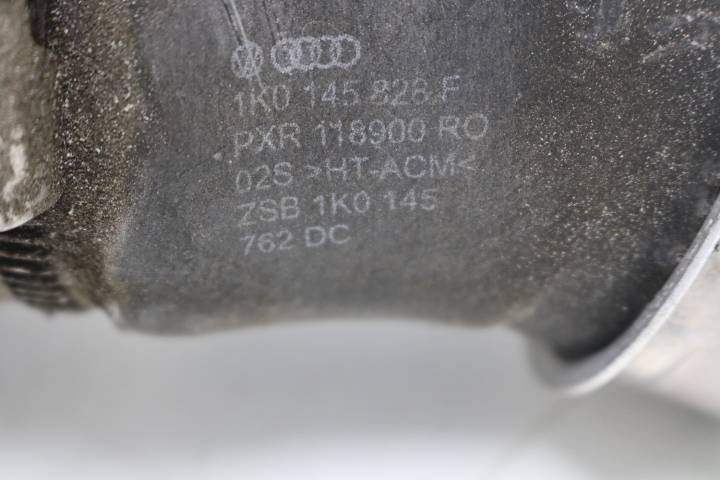 1K0 145 828 F
PXR 118900 RO
02S >HT-ACM<
ZSB 1K0 145
762 DC